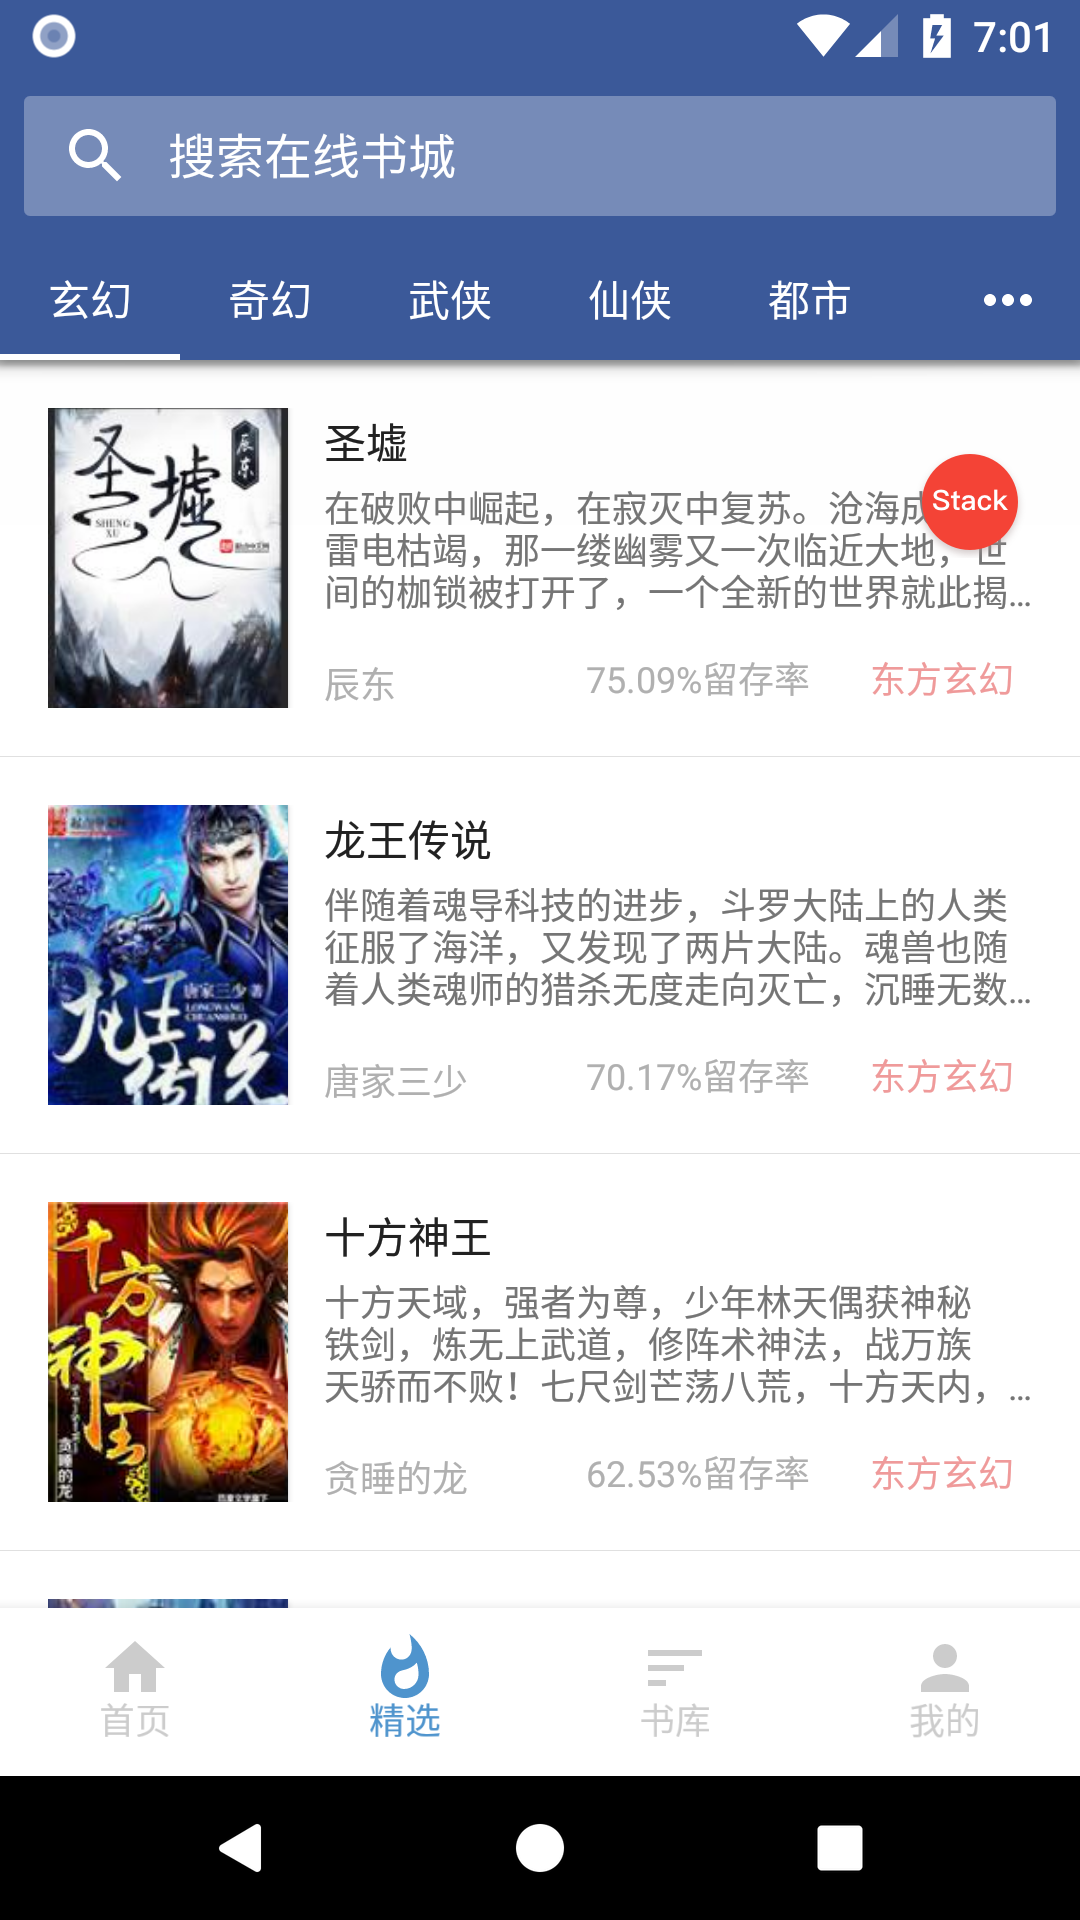 7:01
搜索在线书城
玄幻 奇幻 武侠 仙侠 都市
圣墟
辰东
SHENG
XU
圣墟
在破败中崛起，在寂灭中复苏。沧海成
雷电枯竭，那一缕幽雾又一次临近大地，世
间的枷锁被打开了，一个全新的世界就此揭...
Stack
辰东 75.09%留存率 东方玄幻
龙王传说
唐家三少 著
LONGWANG
CHUANSHUO
龙王传说
伴随着魂导科技的进步，斗罗大陆上的人类
征服了海洋，又发现了两片大陆。魂兽也随
着人类魂师的猎杀无度走向灭亡，沉睡无数...
唐家三少 70.17%留存率 东方玄幻
十方神王
贪睡的龙
十方神王
十方天域，强者为尊，少年林天偶获神秘
铁剑，炼无上武道，修阵术神法，战万族
天骄而不败！七尺剑芒荡八荒，十方天内，...
贪睡的龙 62.53%留存率 东方玄幻
首页 精选 书库 我的